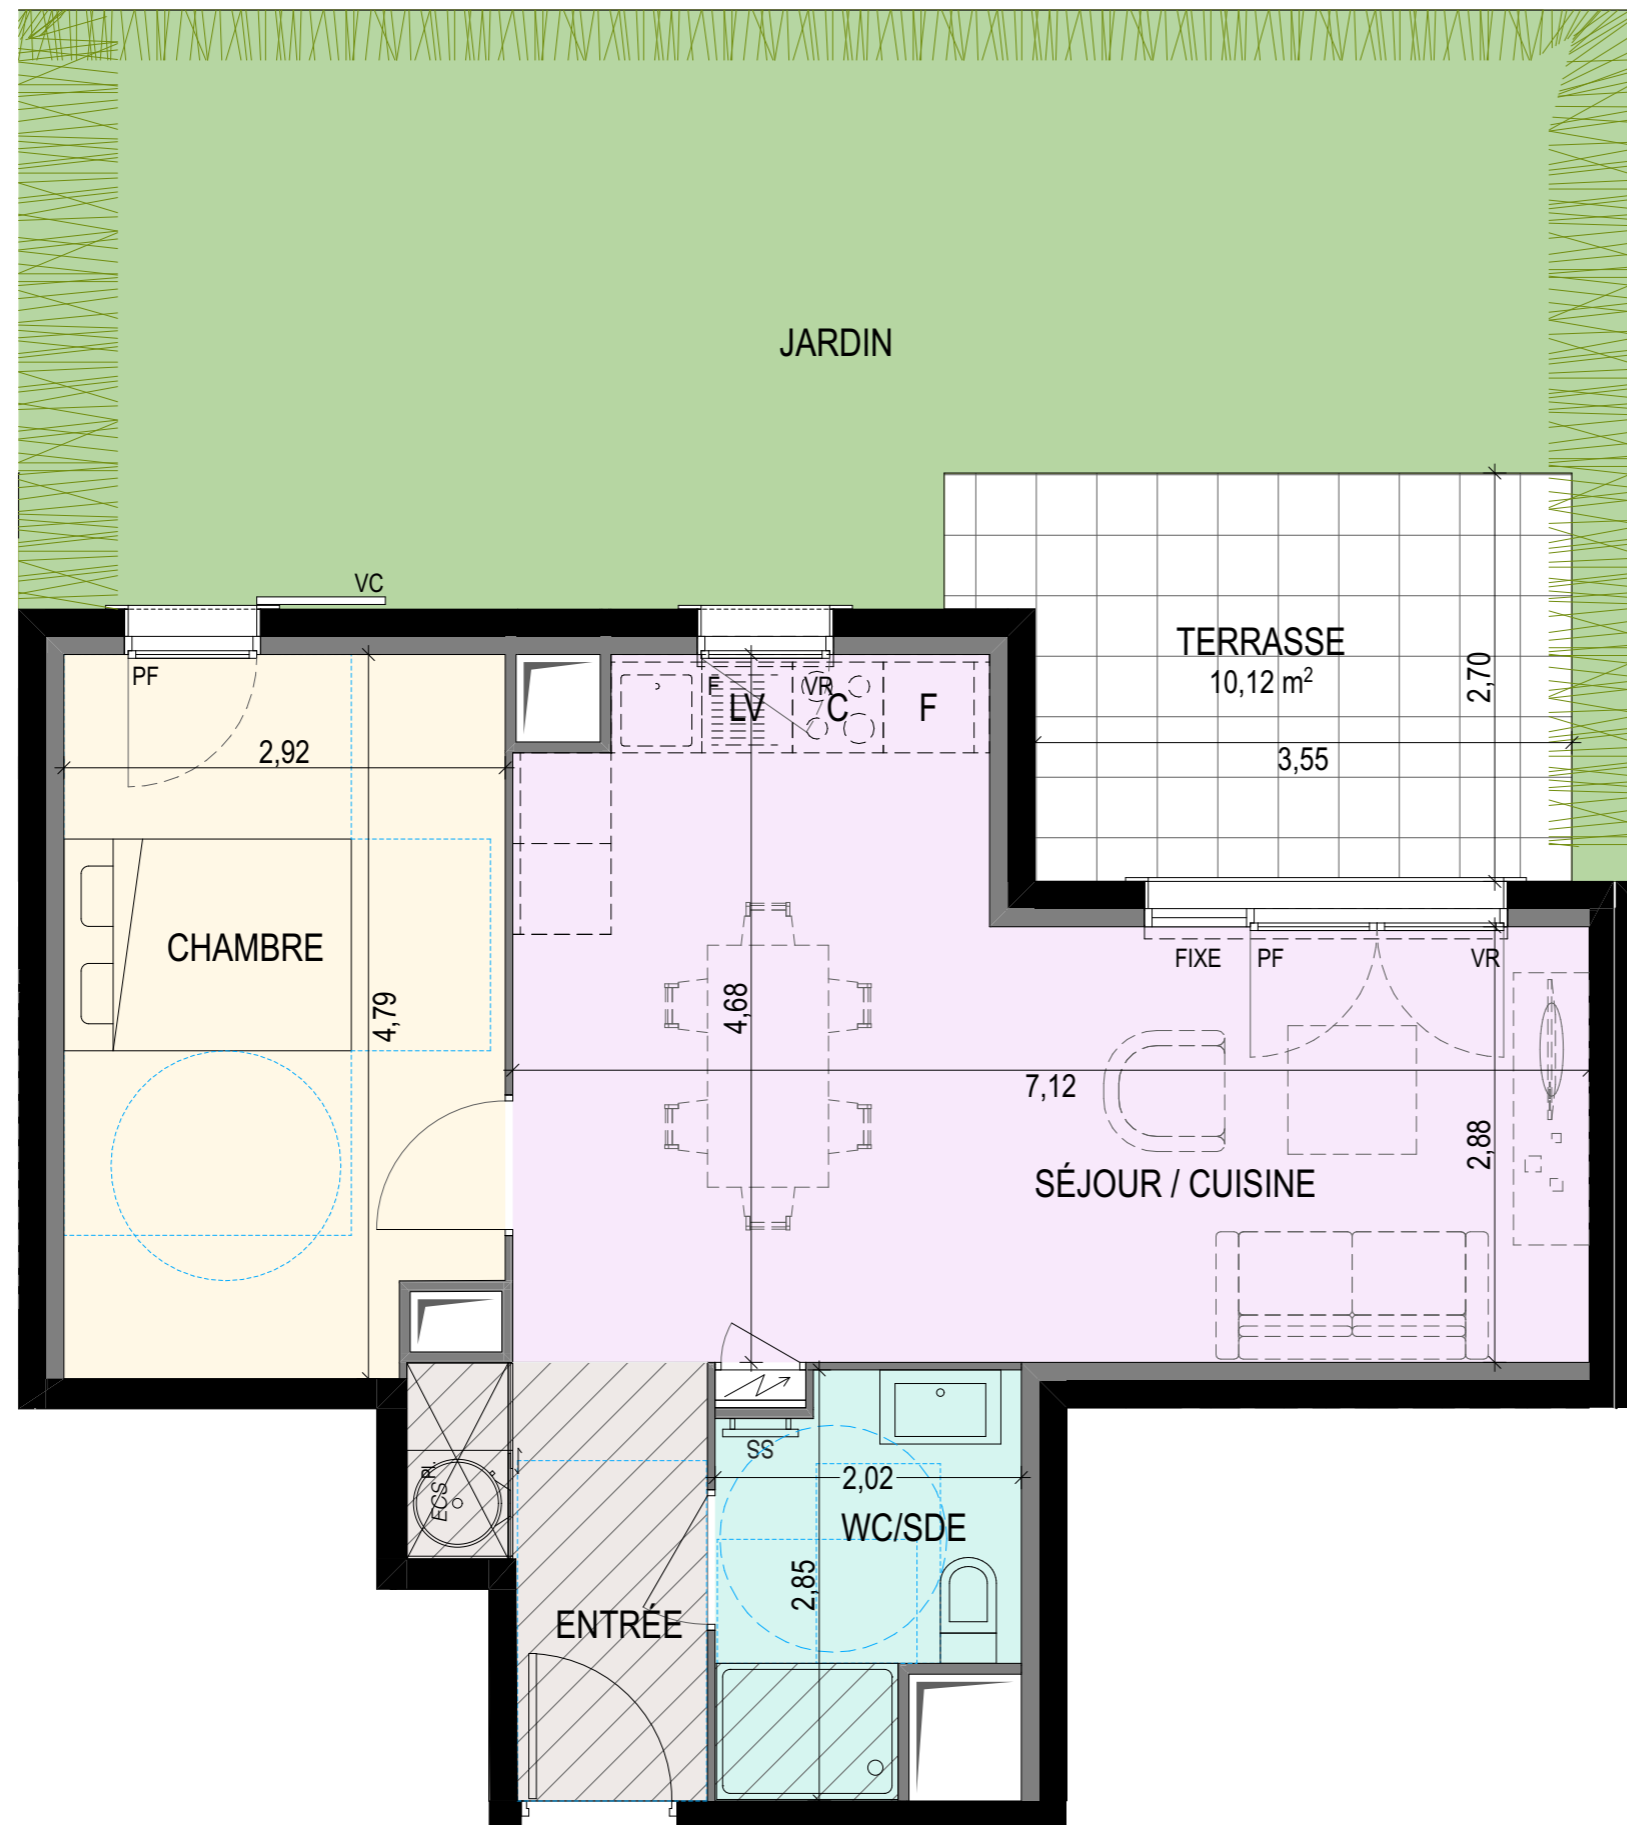 JARDIN
VC
TERRASSE
10,12 m²
2,70
3,55
PF
F
VR
LV
C
F
2,92
CHAMBRE
4,79
4,68
FIXE
PF
VR
7,12
2,88
SÉJOUR / CUISINE
SS
2,02
WC/SDE
Pl.
ECS
2,85
ENTRÉE